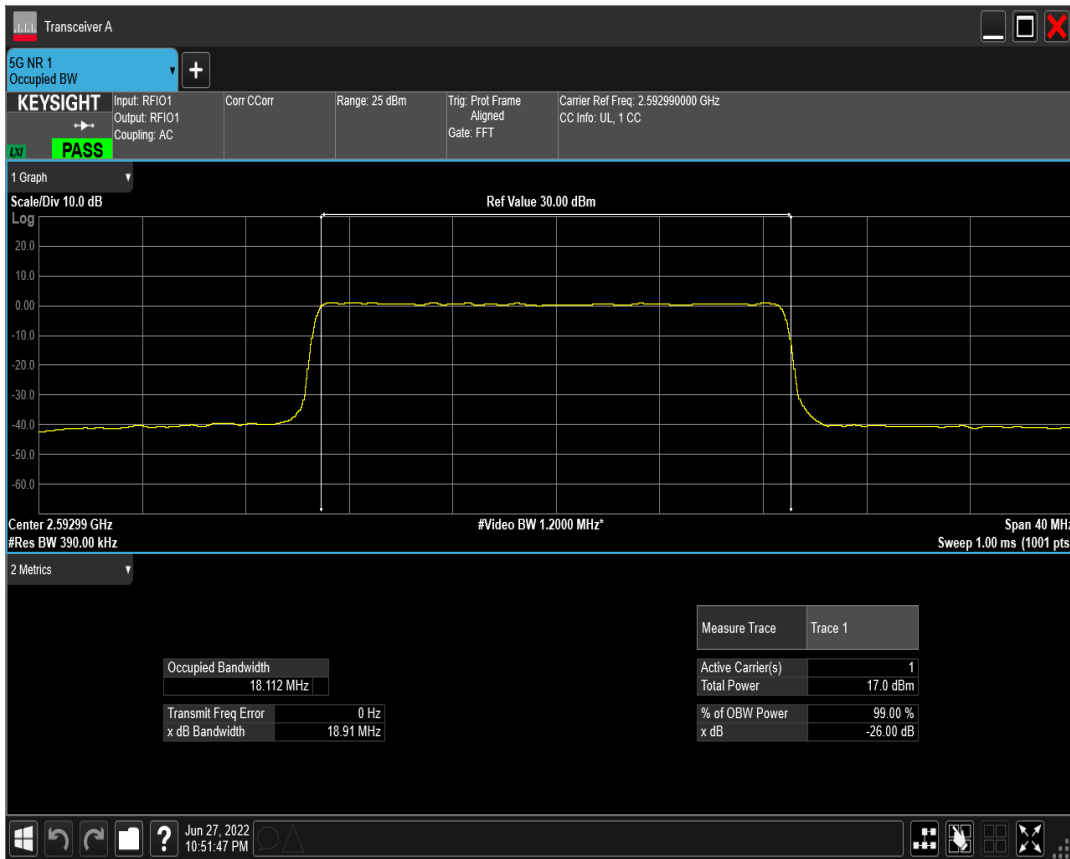 Transceiver A
5G NR 1
Occupied BW
KEYSIGHT
LXI
PASS
Input: RFIO1
Output: RFIO1
Coupling: AC
Corr CCorr
Range: 25 dBm
Trig: Prot Frame
Aligned
Gate: FFT
Carrier Ref Freq: 2.592990000 GHz
CC Info: UL, 1 CC
1 Graph
Scale/Div 10.0 dB
Ref Value 30.00 dBm
Log
20.0
10.0
0.00
-10.0
-20.0
-30.0
-40.0
-50.0
-60.0
Center 2.59299 GHz
#Video BW 1.2000 MHz*
Span 40 MHz
#Res BW 390.00 kHz
Sweep 1.00 ms (1001 pts
2 Metrics
Measure Trace Trace 1
Occupied Bandwidth
18.112 MHz
Active Carrier(s) 1
Total Power 17.0 dBm
Transmit Freq Error 0 Hz
x dB Bandwidth 18.91 MHz
% of OBW Power 99.00 %
x dB -26.00 dB
?
Jun 27, 2022
10:51:47 PM